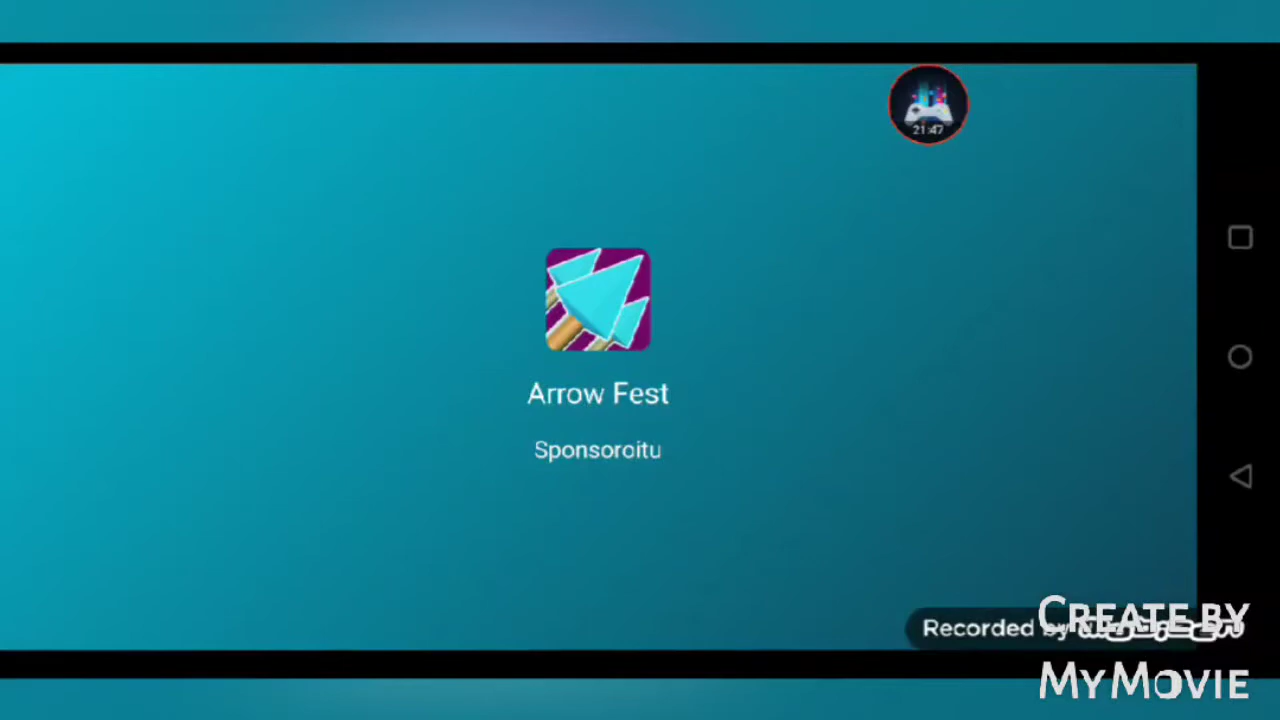 21:47
Arrow Fest
Sponsoroitu
Recorded by
CREATE BY
MYMOVIE